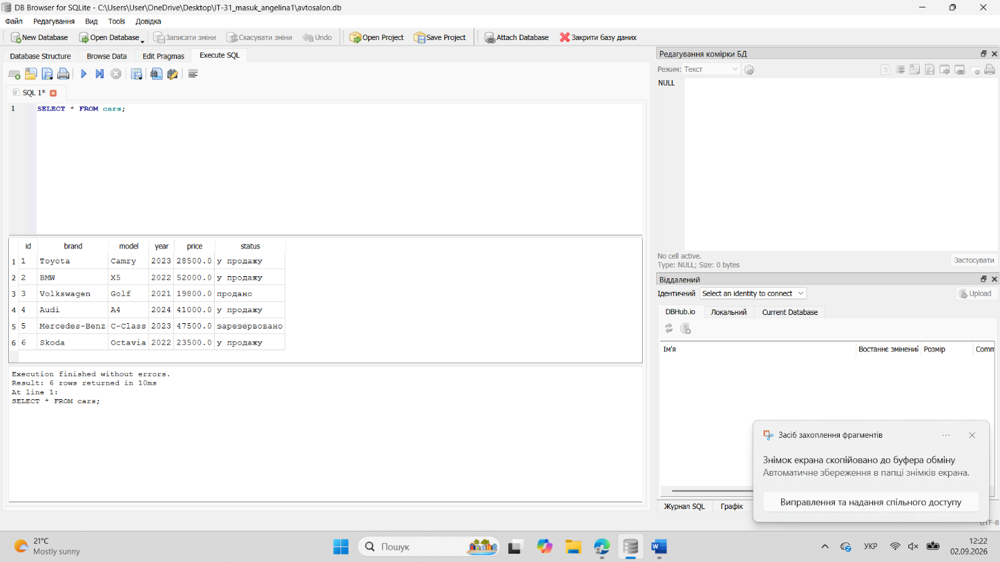 DB Browser for SQLite - C:\Users\User\OneDrive\Desktop\IT-31_masuk_angelina1\avtosalon.db
Файл Редагування Вид Tools Довідка
New Database Open Database Записати зміни Скасувати зміни Undo Open Project Save Project Attach Database Закрити базу даних
Database Structure Browse Data Edit Pragmas Execute SQL
SQL 1*
1 SELECT * FROM cars;
id brand model year price status
1 1 Toyota Camry 2023 28500.0 у продажу
2 2 BMW X5 2022 52000.0 у продажу
3 3 Volkswagen Golf 2021 19800.0 продано
4 4 Audi A4 2024 41000.0 у продажу
5 5 Mercedes-Benz C-Class 2023 47500.0 зарезервовано
6 6 Skoda Octavia 2022 23500.0 у продажу
Execution finished without errors.
Result: 6 rows returned in 10ms
At line 1:
SELECT * FROM cars;
Редагування комірки БД
Режим: Текст
NULL
No cell active.
Type: NULL; Size: 0 bytes
Застосувати
Віддалений
Ідентичний Select an identity to connect Upload
DBHub.io Локальний Current Database
Ім'я Востаннє змінений Розмір Comm
Журнал SQL Графік
UTF-8
Засіб захоплення фрагментів
Знімок екрана скопійовано до буфера обміну
Автоматичне збереження в папці знімків екрана.
Виправлення та надання спільного доступу
21°C
Mostly sunny
Пошук
УКР
12:22
02.09.2026